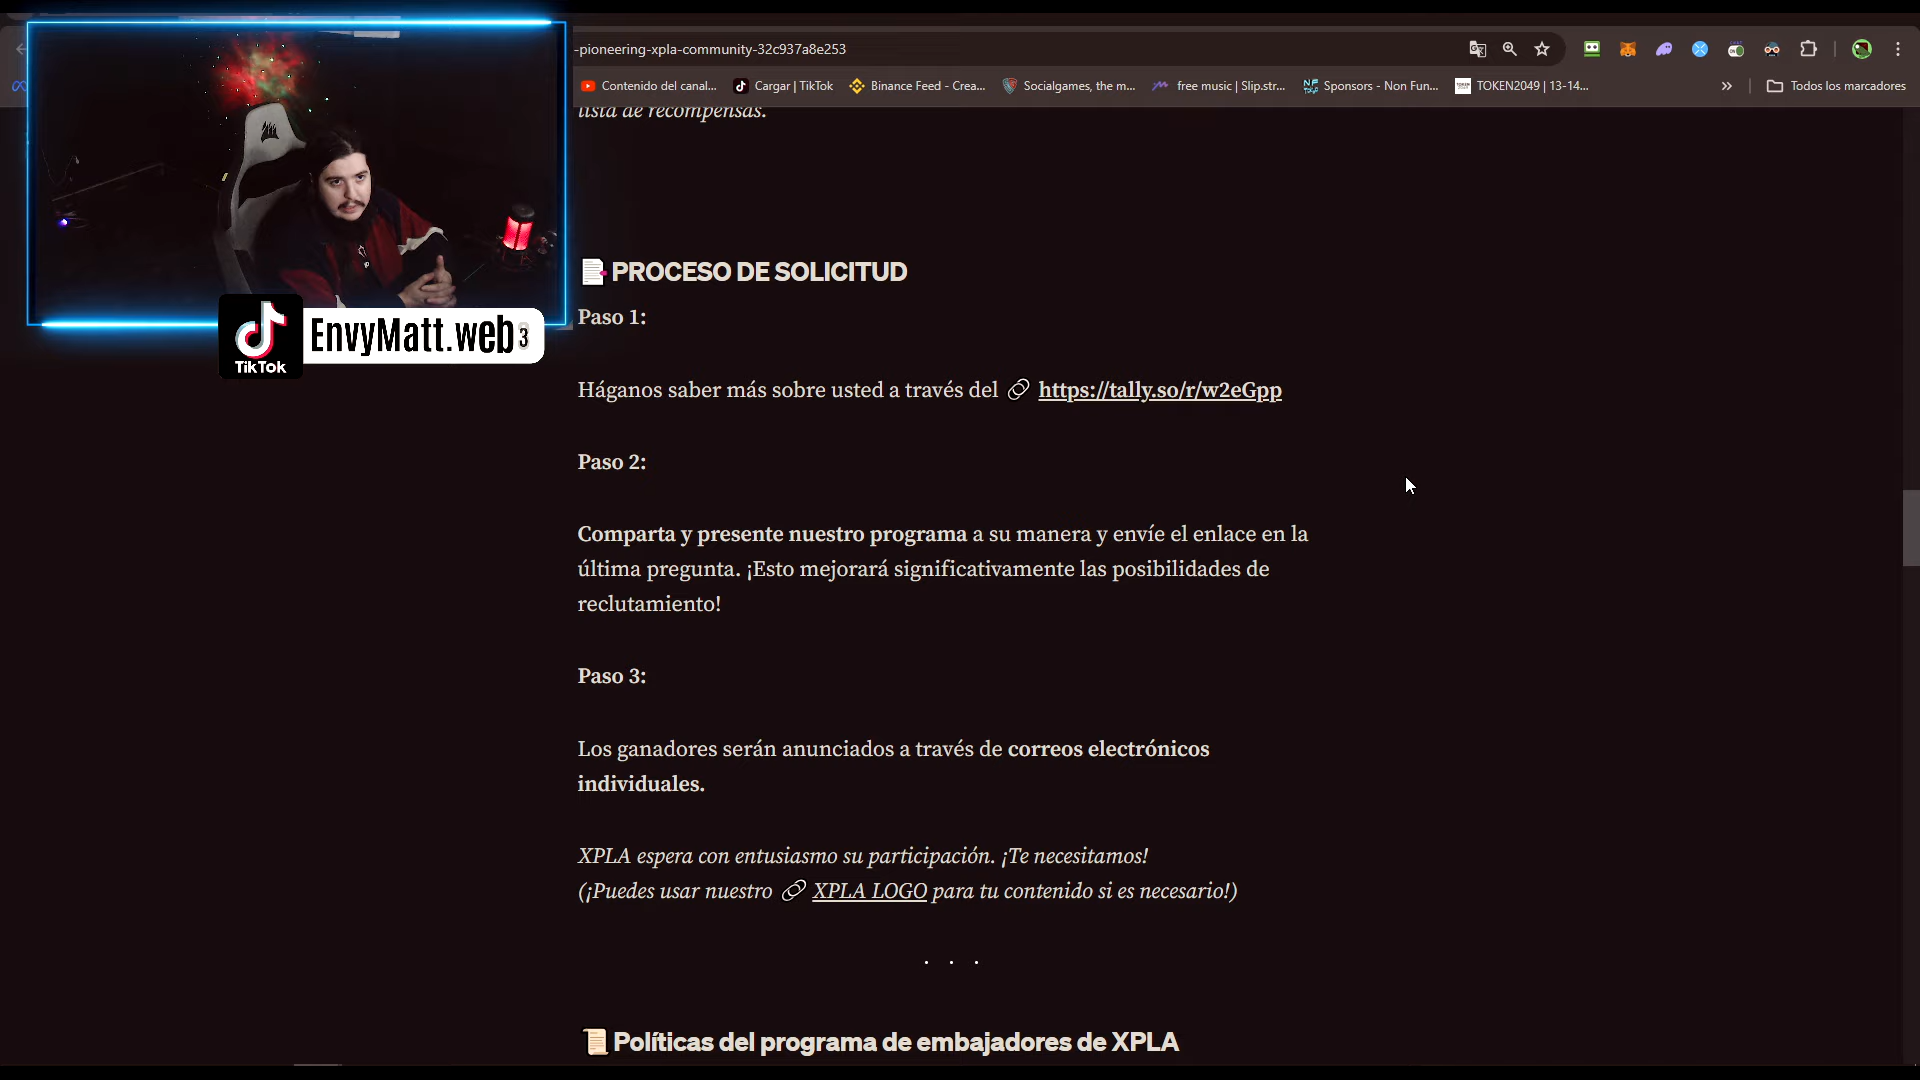 -pioneering-xpla-community-32c937a8e253
Contenido del canal...
Cargar | TikTok
Binance Feed - Crea...
Socialgames, the m...
free music | Slip.str...
Sponsors - Non Fun...
TOKEN2049 | 13-14...
»
Todos los marcadores
lista de recompensas.
TikTok
EnvyMatt.web3
PROCESO DE SOLICITUD
Paso 1:
Háganos saber más sobre usted a través del https://tally.so/r/w2eGpp
Paso 2:
Comparta y presente nuestro programa a su manera y envíe el enlace en la
última pregunta. ¡Esto mejorará significativamente las posibilidades de
reclutamiento!
Paso 3:
Los ganadores serán anunciados a través de correos electrónicos
individuales.
XPLA espera con entusiasmo su participación. ¡Te necesitamos!
(¡Puedes usar nuestro XPLA LOGO para tu contenido si es necesario!)
. . .
Políticas del programa de embajadores de XPLA